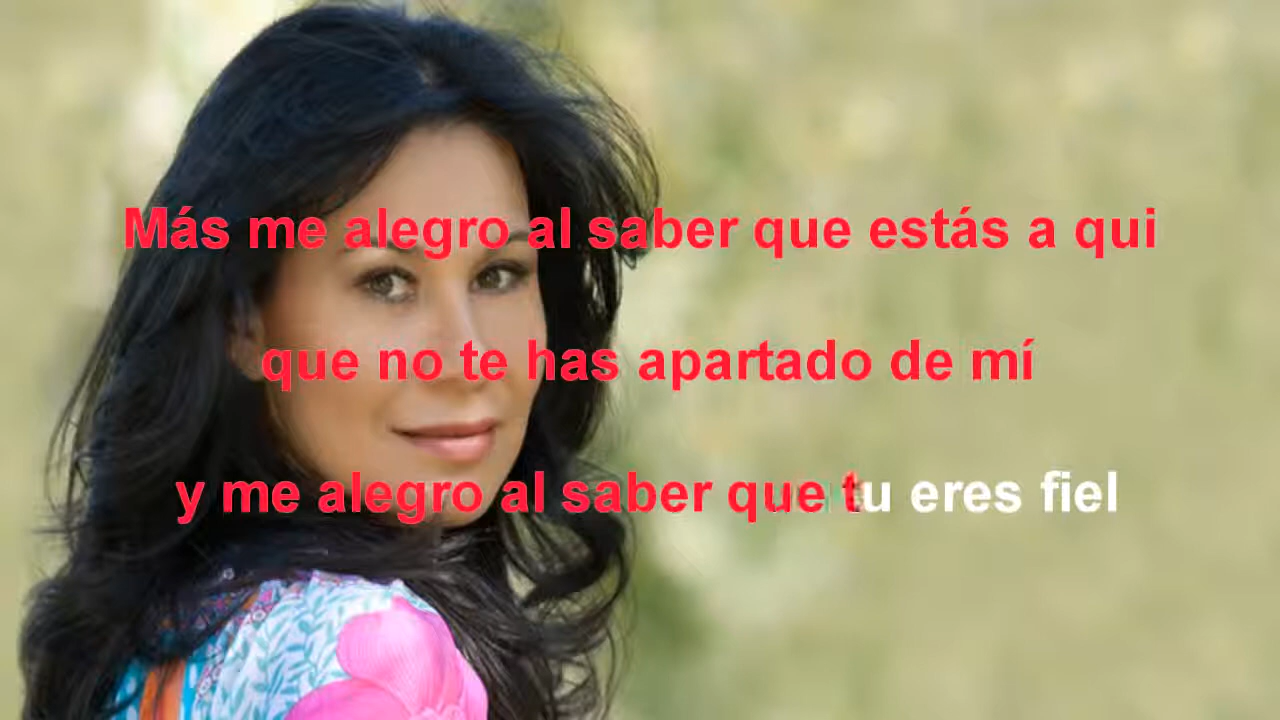 Más me alegro al saber que estás a qui
que no te has apartado de mí
y me alegro al saber que tu eres fiel